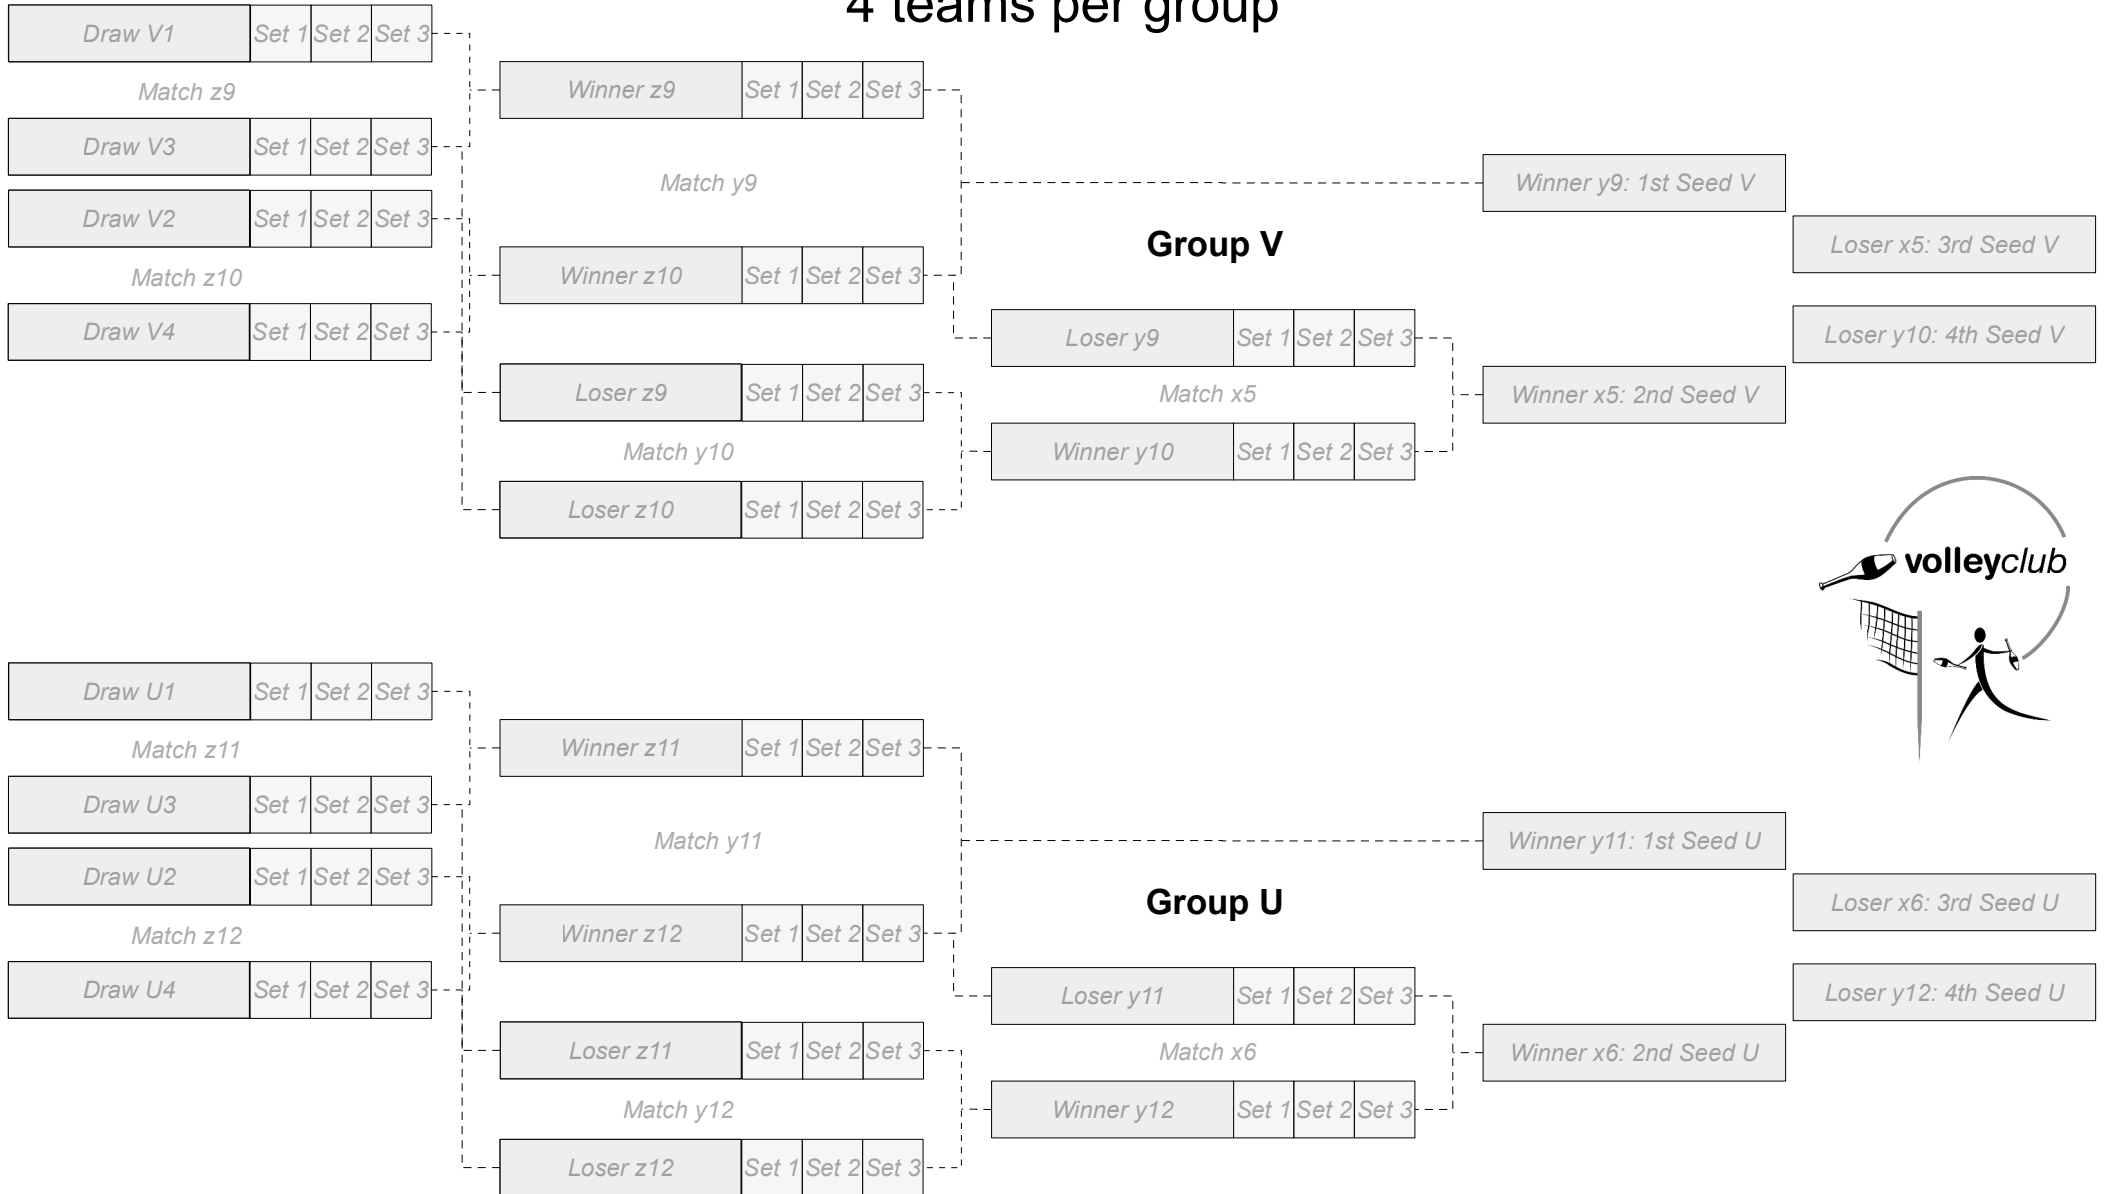 4 teams per group
Draw V1 Set 1 Set 2 Set 3
Match z9
Draw V3 Set 1 Set 2 Set 3
Draw V2 Set 1 Set 2 Set 3
Match z10
Draw V4 Set 1 Set 2 Set 3
Winner z9 Set 1 Set 2 Set 3
Match y9
Winner z10 Set 1 Set 2 Set 3
Loser z9 Set 1 Set 2 Set 3
Match y10
Loser z10 Set 1 Set 2 Set 3
Group V
Loser y9 Set 1 Set 2 Set 3
Match x5
Winner y10 Set 1 Set 2 Set 3
Winner y9: 1st Seed V
Winner x5: 2nd Seed V
Loser x5: 3rd Seed V
Loser y10: 4th Seed V
volleyclub
Draw U1 Set 1 Set 2 Set 3
Match z11
Draw U3 Set 1 Set 2 Set 3
Draw U2 Set 1 Set 2 Set 3
Match z12
Draw U4 Set 1 Set 2 Set 3
Winner z11 Set 1 Set 2 Set 3
Match y11
Winner z12 Set 1 Set 2 Set 3
Loser z11 Set 1 Set 2 Set 3
Match y12
Loser z12 Set 1 Set 2 Set 3
Group U
Loser y11 Set 1 Set 2 Set 3
Match x6
Winner y12 Set 1 Set 2 Set 3
Winner y11: 1st Seed U
Winner x6: 2nd Seed U
Loser x6: 3rd Seed U
Loser y12: 4th Seed U